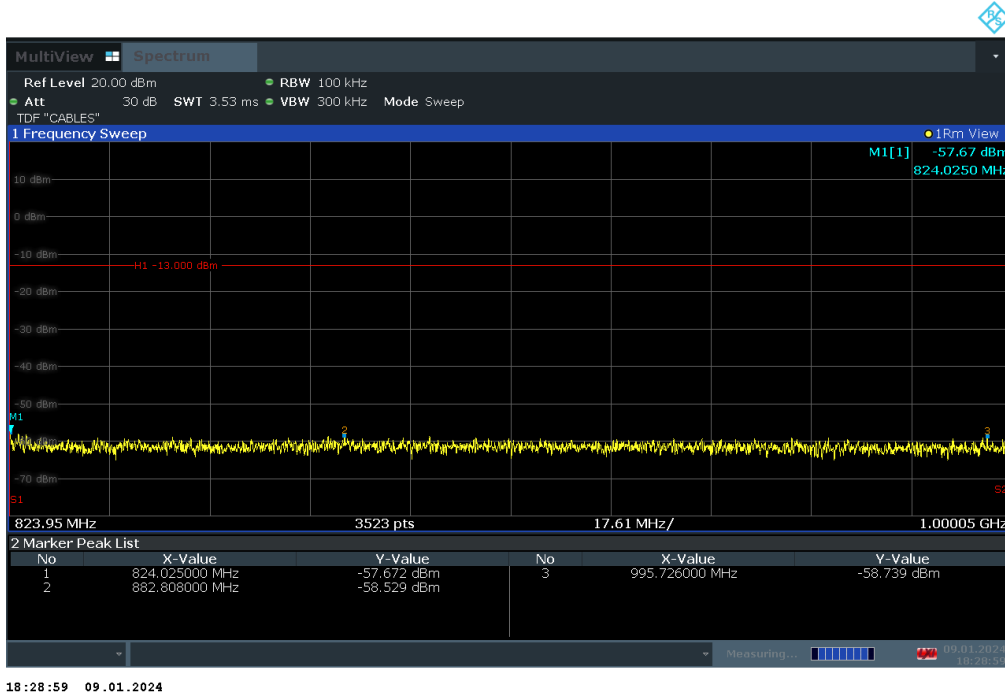 R&S
MultiView Spectrum
Ref Level 20.00 dBm RBW 100 kHz
Att 30 dB SWT 3.53 ms VBW 300 kHz Mode Sweep
TDF "CABLES"
1 Frequency Sweep 1Rm View
M1[1] -57.67 dBm
824.0250 MHz
10 dBm
0 dBm
-10 dBm
H1 -13.000 dBm
-20 dBm
-30 dBm
-40 dBm
-50 dBm
M1
2 3
-70 dBm
S1 S2
823.95 MHz 3523 pts 17.61 MHz/ 1.00005 GHz
2 Marker Peak List
No X-Value Y-Value No X-Value Y-Value
1 824.025000 MHz -57.672 dBm 3 995.726000 MHz -58.739 dBm
2 882.808000 MHz -58.529 dBm
Measuring... 09.01.2024
18:28:59
18:28:59 09.01.2024